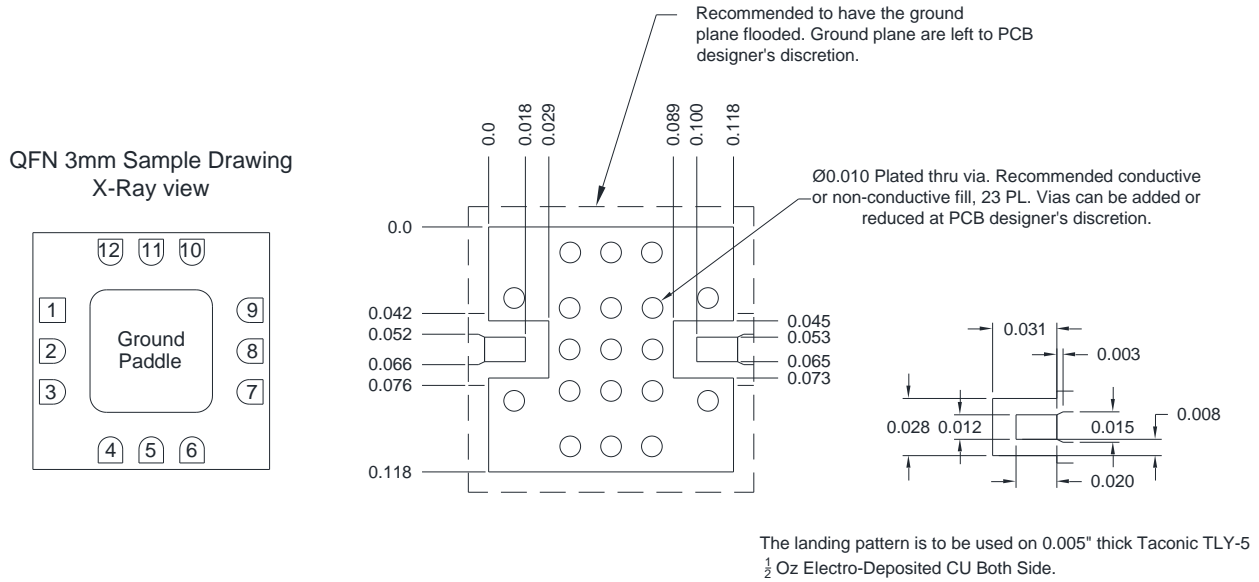 Recommended to have the ground
plane flooded. Ground plane are left to PCB
designer's discretion.
QFN 3mm Sample Drawing
X-Ray view
12 11 10
1
2
3
9
8
7
Ground
Paddle
4 5 6
0.0
0.018
0.029
0.089
0.100
0.118
Ø0.010 Plated thru via. Recommended conductive
or non-conductive fill, 23 PL. Vias can be added or
reduced at PCB designer's discretion.
0.0
0.042
0.052
0.066
0.076
0.118
0.045
0.053
0.065
0.073
0.031
0.003
0.028
0.012
0.015
0.008
0.020
The landing pattern is to be used on 0.005" thick Taconic TLY-5
½ Oz Electro-Deposited CU Both Side.